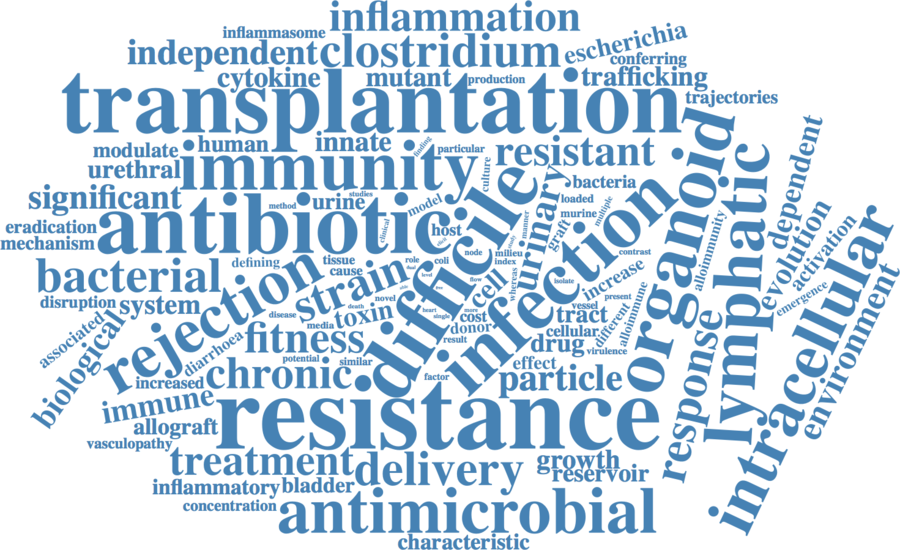 inflammation
inflammasome
independent
clostridium
escherichia
conferring
cytokine
mutant
production
trafficking
transplantation
trajectories
modulate
human
innate
finding
particular
resistant
urethral
immunity
culture
significant
method
studies
urine
model
bacteria
loaded
murine
multiple
eradication
mechanism
antibiotic
clinical
host
difficile
urinary
graft
manner
study
node
milieu
index
whereas
contrast
infection
organoid
lymphatic
dependent
evolution
activation
intracellular
environment
emergence
alloimmunity
bacterial
defining
tissue
cause
role
coli
dual
level
flow
isolate
strain
cell
increase
present
disruption
system
rejection
novel
death
disease
media
toxin
heart
single
more
cost
donor
result
vessel
tract
cellular
different
alloimmune
drug
virulence
associated
biological
diarrhoea
fitness
potential
similar
factor
effect
particle
response
increased
chronic
immune
allograft
resistance
vasculopathy
treatment
delivery
growth
reservoir
inflammatory
bladder
concentration
antimicrobial
characteristic